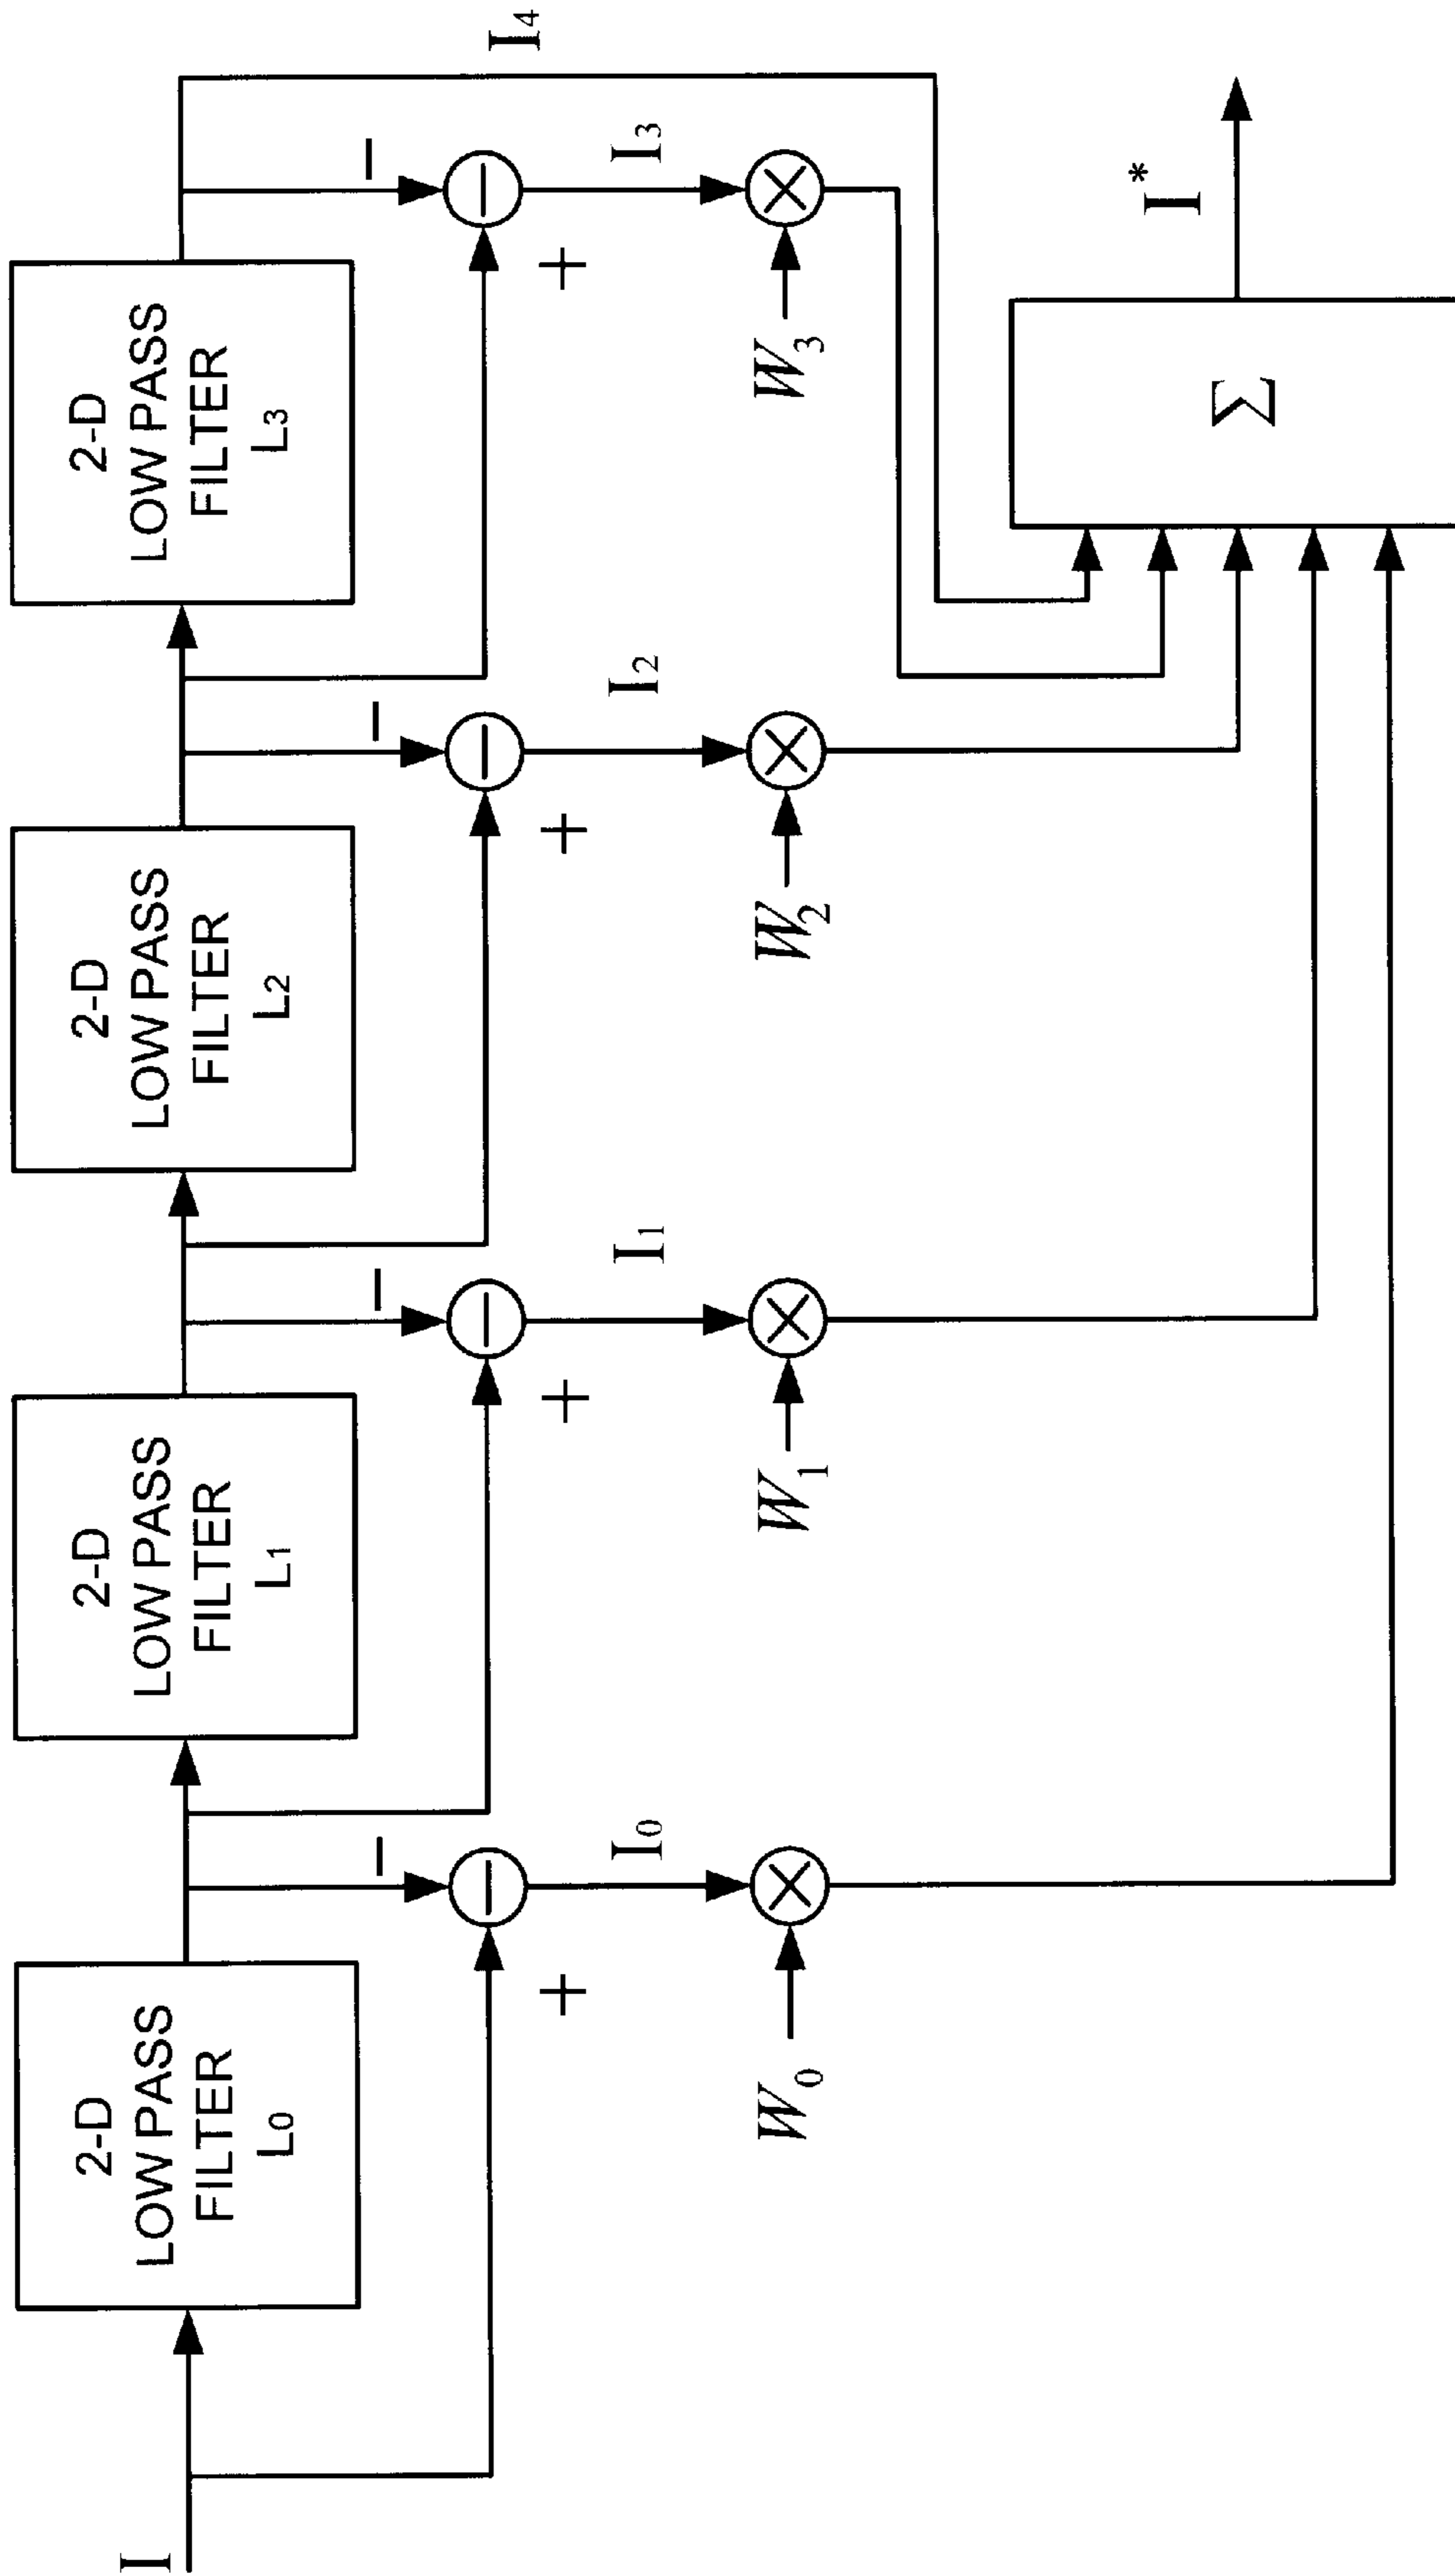 I
2-D
LOW PASS
FILTER
L0
2-D
LOW PASS
FILTER
L1
2-D
LOW PASS
FILTER
L2
2-D
LOW PASS
FILTER
L3
− − − −
+ + + +
I0 I1 I2 I3 I4
W0 W1 W2 W3
Σ
I*